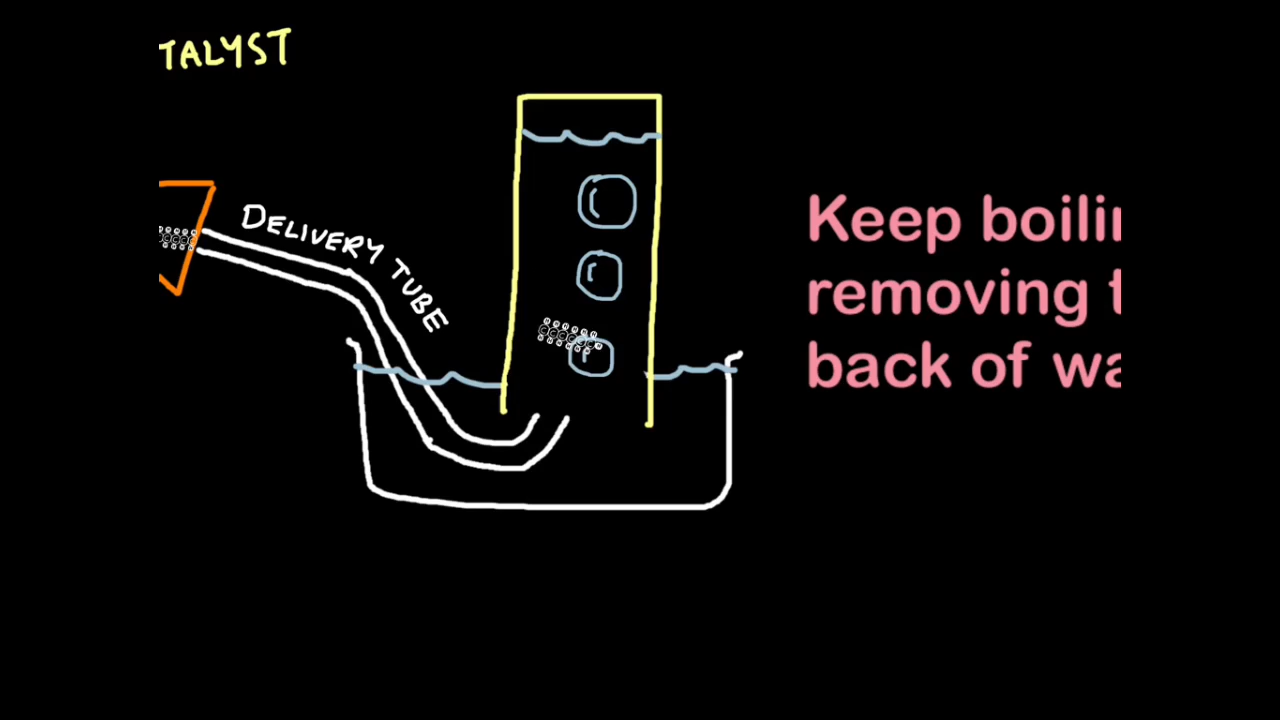 TALYST
DELIVERY TUBE
Keep boilin
removing t
back of wa